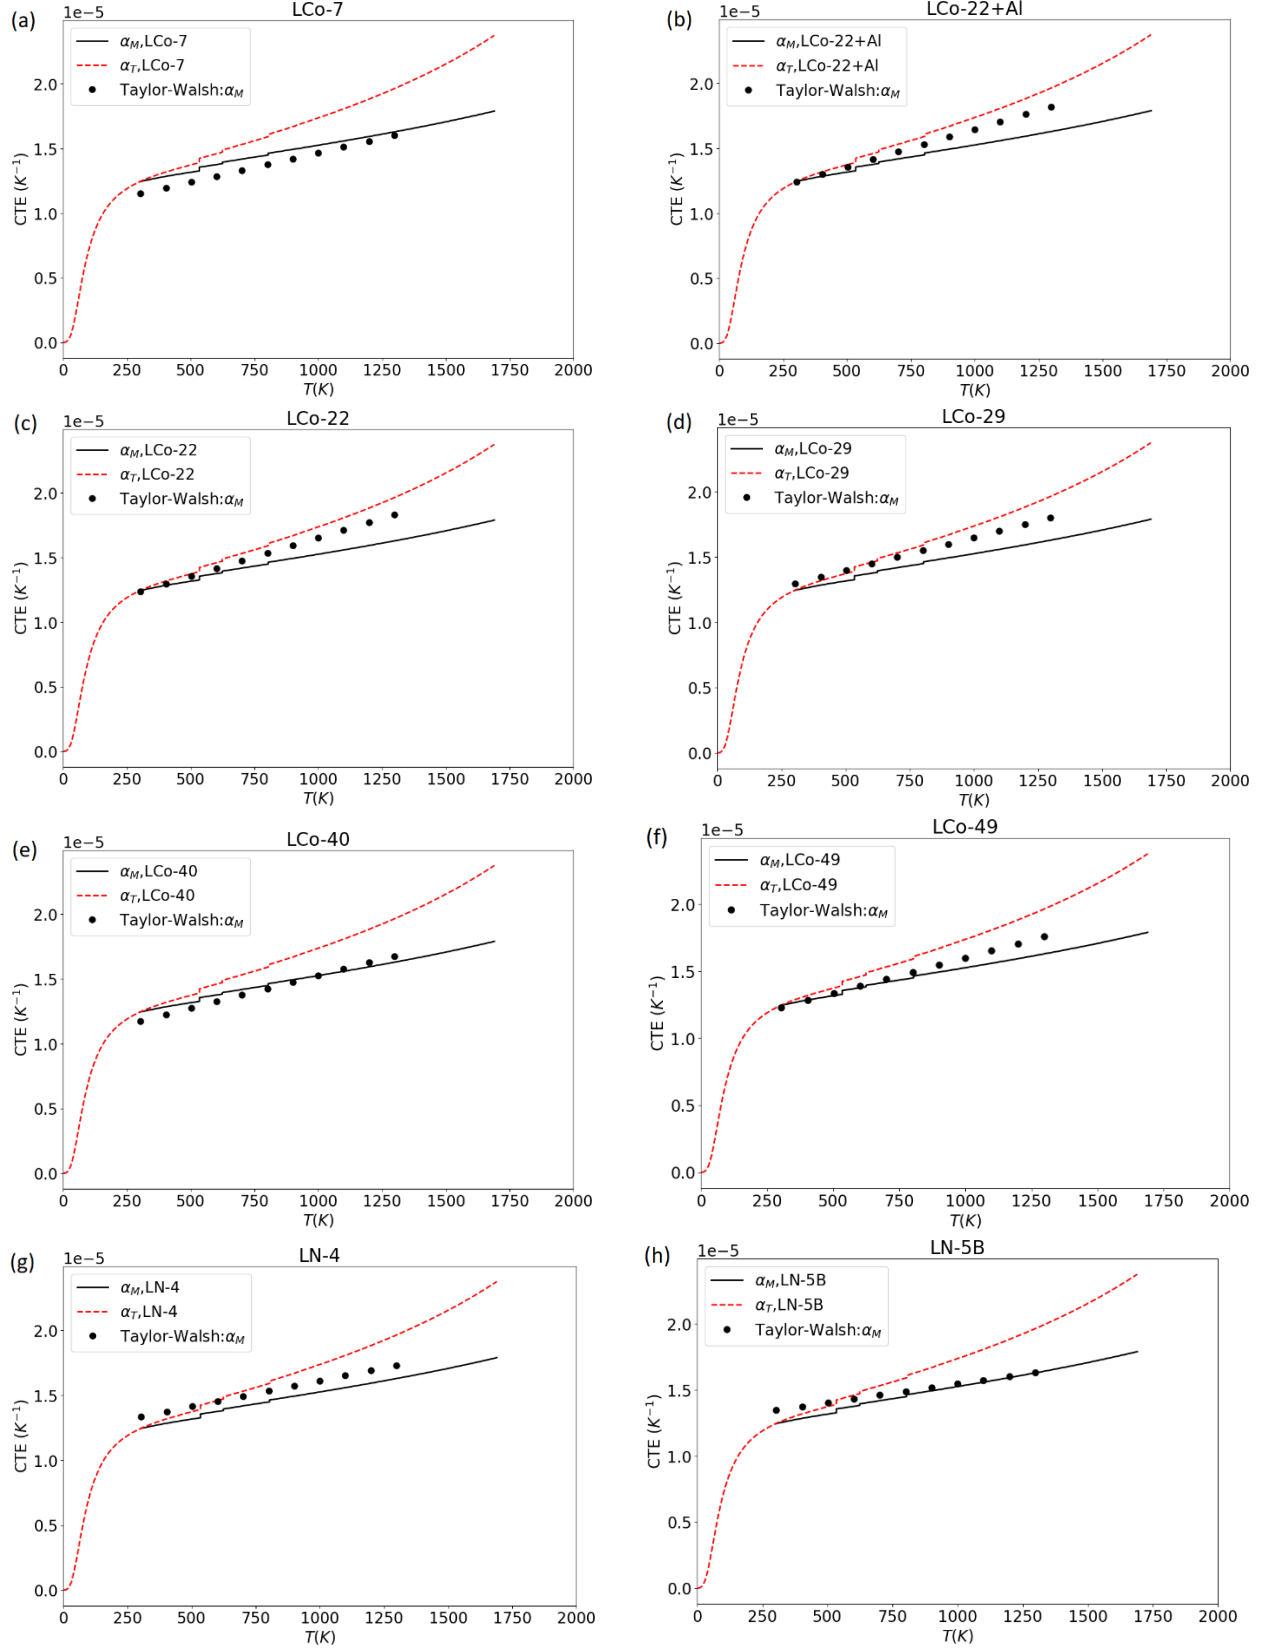 (a)
LCo-7
1e−5
α_M,LCo-7
α_T,LCo-7
Taylor-Walsh:α_M
CTE (K⁻¹)
2.0
1.5
1.0
0.5
0.0
0 250 500 750 1000 1250 1500 1750 2000
T(K)
(b)
LCo-22+Al
1e−5
α_M,LCo-22+Al
α_T,LCo-22+Al
Taylor-Walsh:α_M
CTE (K⁻¹)
2.0
1.5
1.0
0.5
0.0
0 250 500 750 1000 1250 1500 1750 2000
T(K)
(c)
LCo-22
1e−5
α_M,LCo-22
α_T,LCo-22
Taylor-Walsh:α_M
CTE (K⁻¹)
2.0
1.5
1.0
0.5
0.0
0 250 500 750 1000 1250 1500 1750 2000
T(K)
(d)
LCo-29
1e−5
α_M,LCo-29
α_T,LCo-29
Taylor-Walsh:α_M
CTE (K⁻¹)
2.0
1.5
1.0
0.5
0.0
0 250 500 750 1000 1250 1500 1750 2000
T(K)
(e)
LCo-40
1e−5
α_M,LCo-40
α_T,LCo-40
Taylor-Walsh:α_M
CTE (K⁻¹)
2.0
1.5
1.0
0.5
0.0
0 250 500 750 1000 1250 1500 1750 2000
T(K)
(f)
LCo-49
1e−5
α_M,LCo-49
α_T,LCo-49
Taylor-Walsh:α_M
CTE (K⁻¹)
2.0
1.5
1.0
0.5
0.0
0 250 500 750 1000 1250 1500 1750 2000
T(K)
(g)
LN-4
1e−5
α_M,LN-4
α_T,LN-4
Taylor-Walsh:α_M
CTE (K⁻¹)
2.0
1.5
1.0
0.5
0.0
0 250 500 750 1000 1250 1500 1750 2000
T(K)
(h)
LN-5B
1e−5
α_M,LN-5B
α_T,LN-5B
Taylor-Walsh:α_M
CTE (K⁻¹)
2.0
1.5
1.0
0.5
0.0
0 250 500 750 1000 1250 1500 1750 2000
T(K)